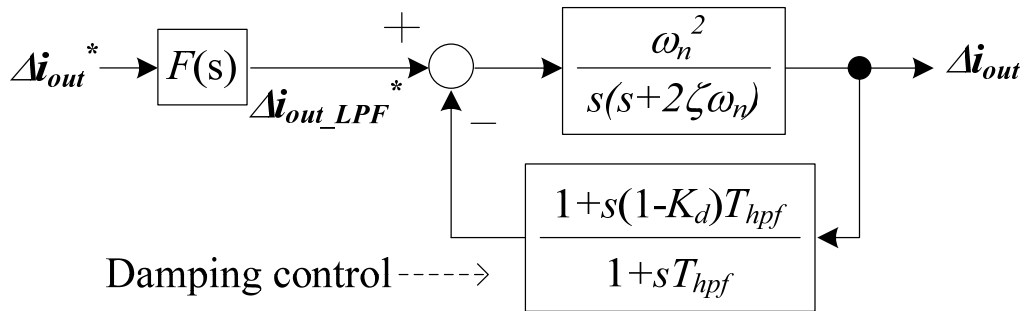 Δi_out* F(s) Δi_out_LPF* + − ω_n² Δi_out
s(s+2ζω_n)
1+s(1-K_d)T_hpf
1+sT_hpf
Damping control